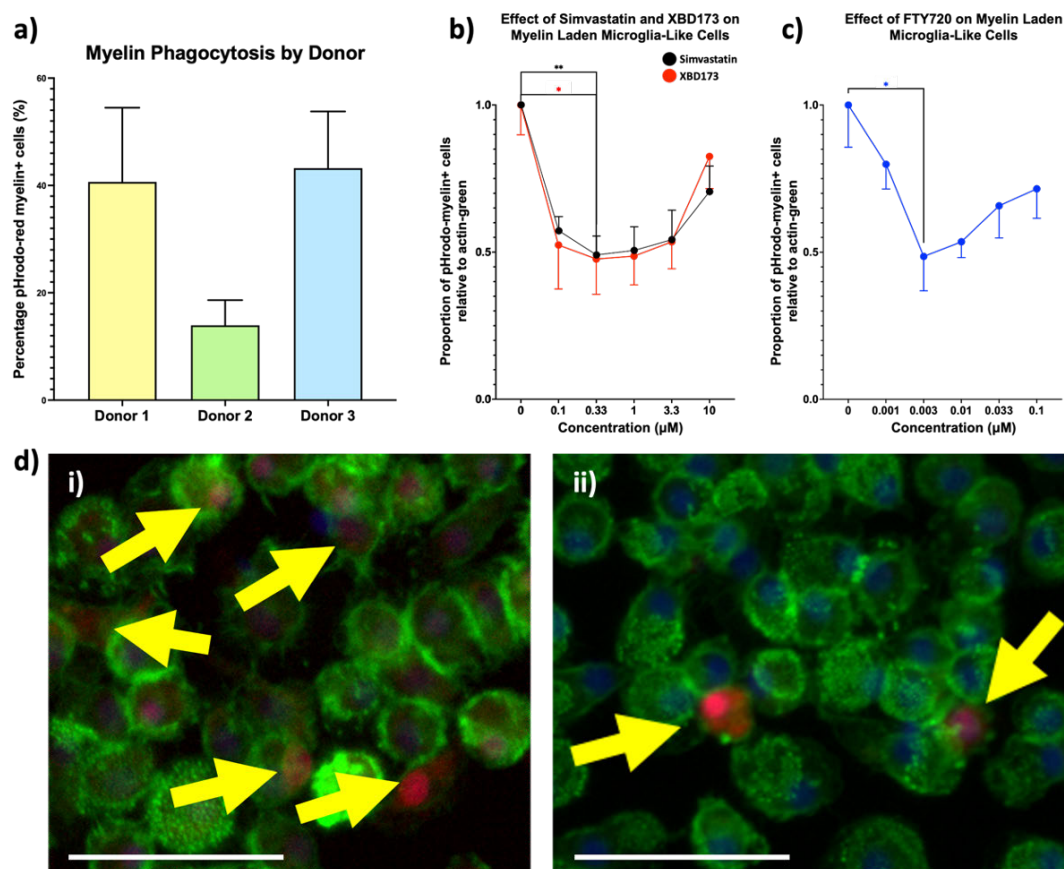 a)
Myelin Phagocytosis by Donor
Percentage pHrodo-red myelin+ cells (%)
60
40
20
0
Donor 1 Donor 2 Donor 3
b)
Effect of Simvastatin and XBD173 on
Myelin Laden Microglia-Like Cells
Simvastatin
XBD173
**
*
Proportion of pHrodo-myelin+ cells
relative to actin-green
1.0
0.5
0.0
0 0.1 0.33 1 3.3 10
Concentration (µM)
c)
Effect of FTY720 on Myelin Laden
Microglia-Like Cells
*
Proportion of pHrodo-myelin+ cells
relative to actin-green
1.0
0.5
0.0
0 0.001 0.003 0.01 0.033 0.1
Concentration (µM)
d)
i)
ii)